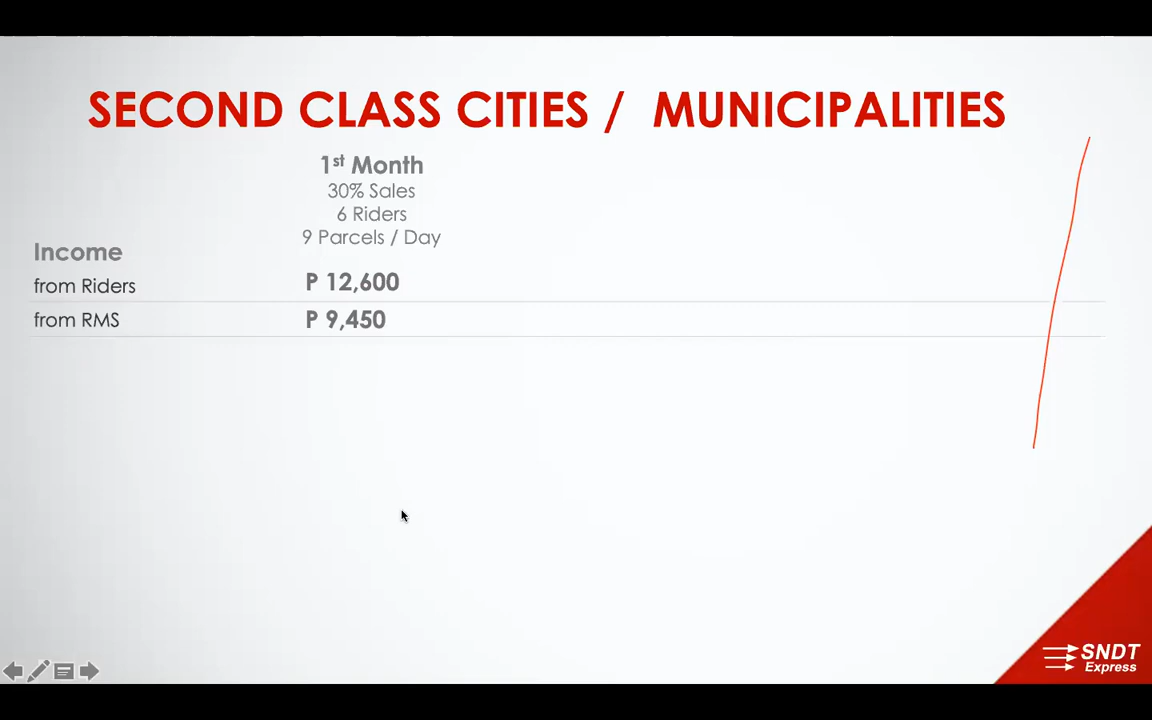 SECOND CLASS CITIES / MUNICIPALITIES
1st Month
30% Sales
6 Riders
9 Parcels / Day
Income
from Riders P 12,600
from RMS P 9,450
SNDT
Express